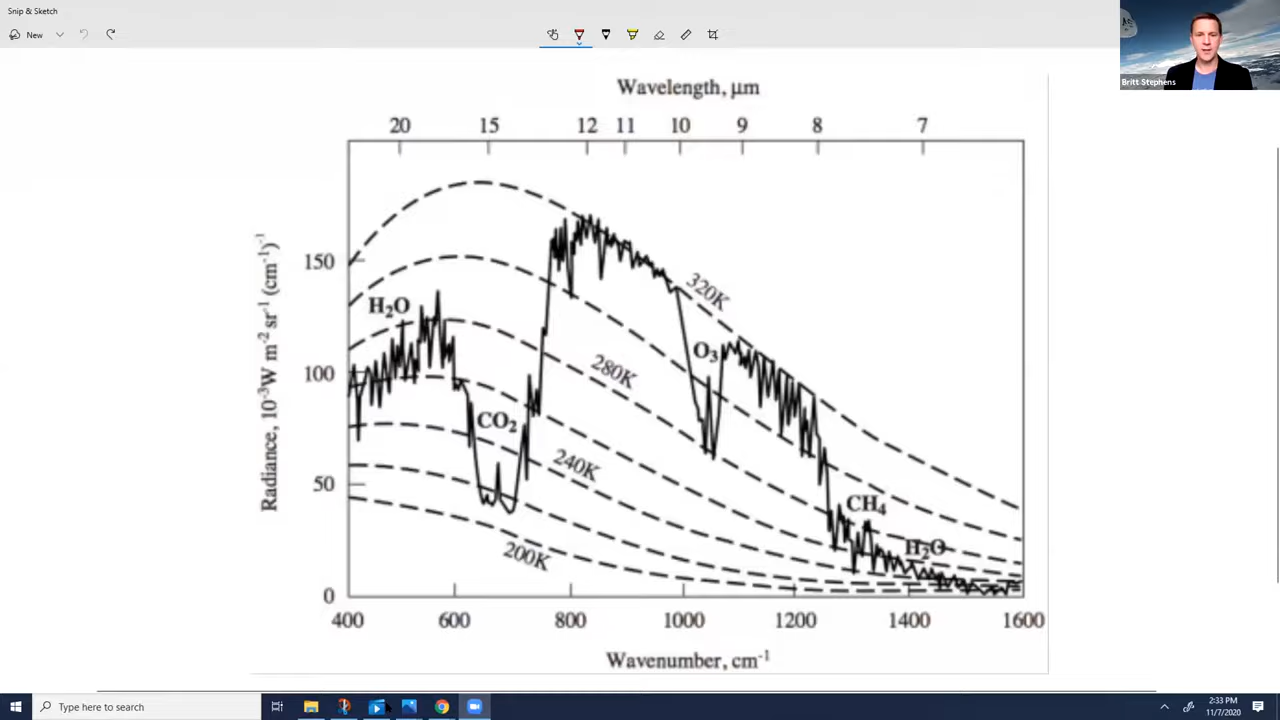 Snip & Sketch
New
Britt Stephens
Wavelength, μm
20 15 12 11 10 9 8 7
Radiance, 10⁻³W m⁻² sr⁻¹ (cm⁻¹)⁻¹
150
100
50
0
320K
H₂O
O₃
280K
CO₂
240K
CH₄
H₂O
200K
400 600 800 1000 1200 1400 1600
Wavenumber, cm⁻¹
Type here to search
2:33 PM
11/7/2020